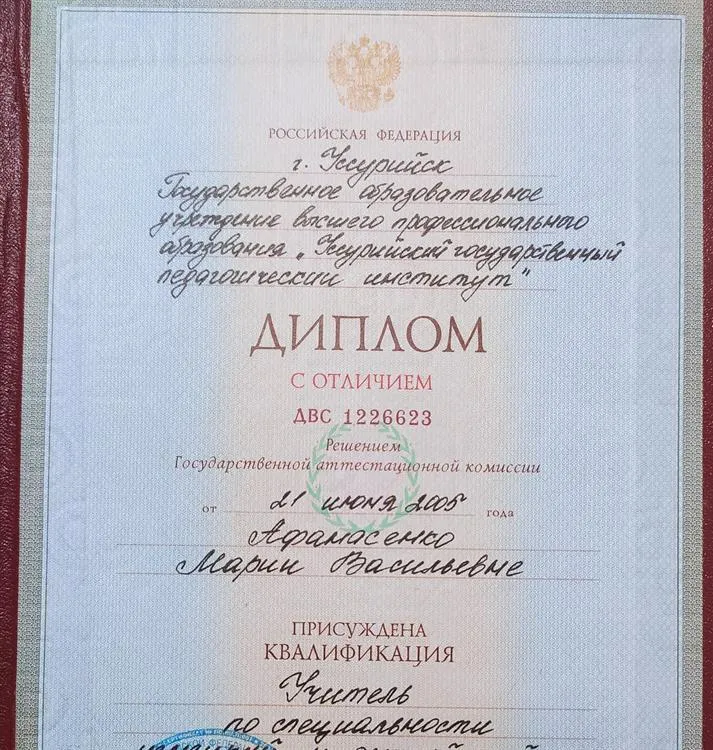 РОССИЙСКАЯ ФЕДЕРАЦИЯ
г. Уссурийск
Государственное образовательное
учреждение высшего профессионального
образования „Уссурийский государственный
педагогический институт"
ДИПЛОМ
С ОТЛИЧИЕМ
ДВС 1226623
Решением
Государственной аттестационной комиссии
от 21 июня 2005 года
Афанасенко
Марии Васильевне
ПРИСУЖДЕНА
КВАЛИФИКАЦИЯ
Учитель
по специальности